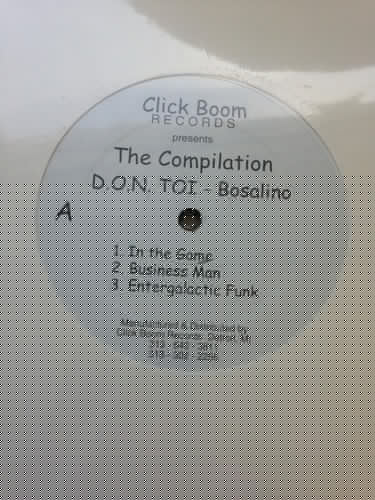 Click Boom
RECORDS
presents
The Compilation
D.O.N. TOI - Bosalino
A
1. In the Game
2. Business Man
3. Entergalactic Funk
Manufactured & Distributed by
Click Boom Records. Detroit, MI